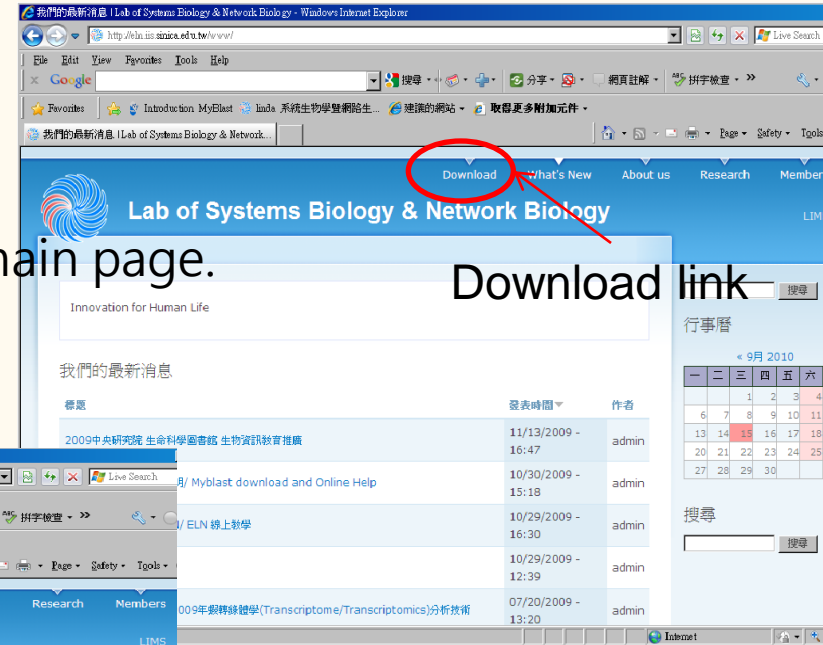 我們的最新消息 | Lab of Systems Biology & Network Biology - Windows Internet Explorer
http://eln.iis.sinica.edu.tw/www/
Live Search
File Edit View Favorites Tools Help
x Google 搜尋 分享 網頁註解 拼字檢查 »
Favorites Introduction MyBlast linda 系統生物學暨網路生... 建議的網站 取得更多附加元件
我們的最新消息 | Lab of Systems Biology & Network...
Page Safety Tools
Download What's New About us Research Member
Lab of Systems Biology & Network Biology
LIM
main page.
Download link
搜尋
Innovation for Human Life
行事曆
« 9月 2010
一 二 三 四 五 六
1 2 3 4
6 7 8 9 10 11
13 14 15 16 17 18
20 21 22 23 24 25
27 28 29 30
我們的最新消息
標題 發表時間 作者
2009中央研究院 生命科學圖書館 生物資訊教育推廣 11/13/2009 - admin
16:47
/ Myblast download and Online Help 10/30/2009 - admin
15:18
/ ELN 線上教學 10/29/2009 - admin
16:30
10/29/2009 - admin
12:39
2009年蝦轉錄體學(Transcriptome/Transcriptomics)分析技術 07/20/2009 - admin
13:20
搜尋
搜尋
Internet
Live Search
拼字檢查 »
Page Safety Tools
Research Members
LIMS